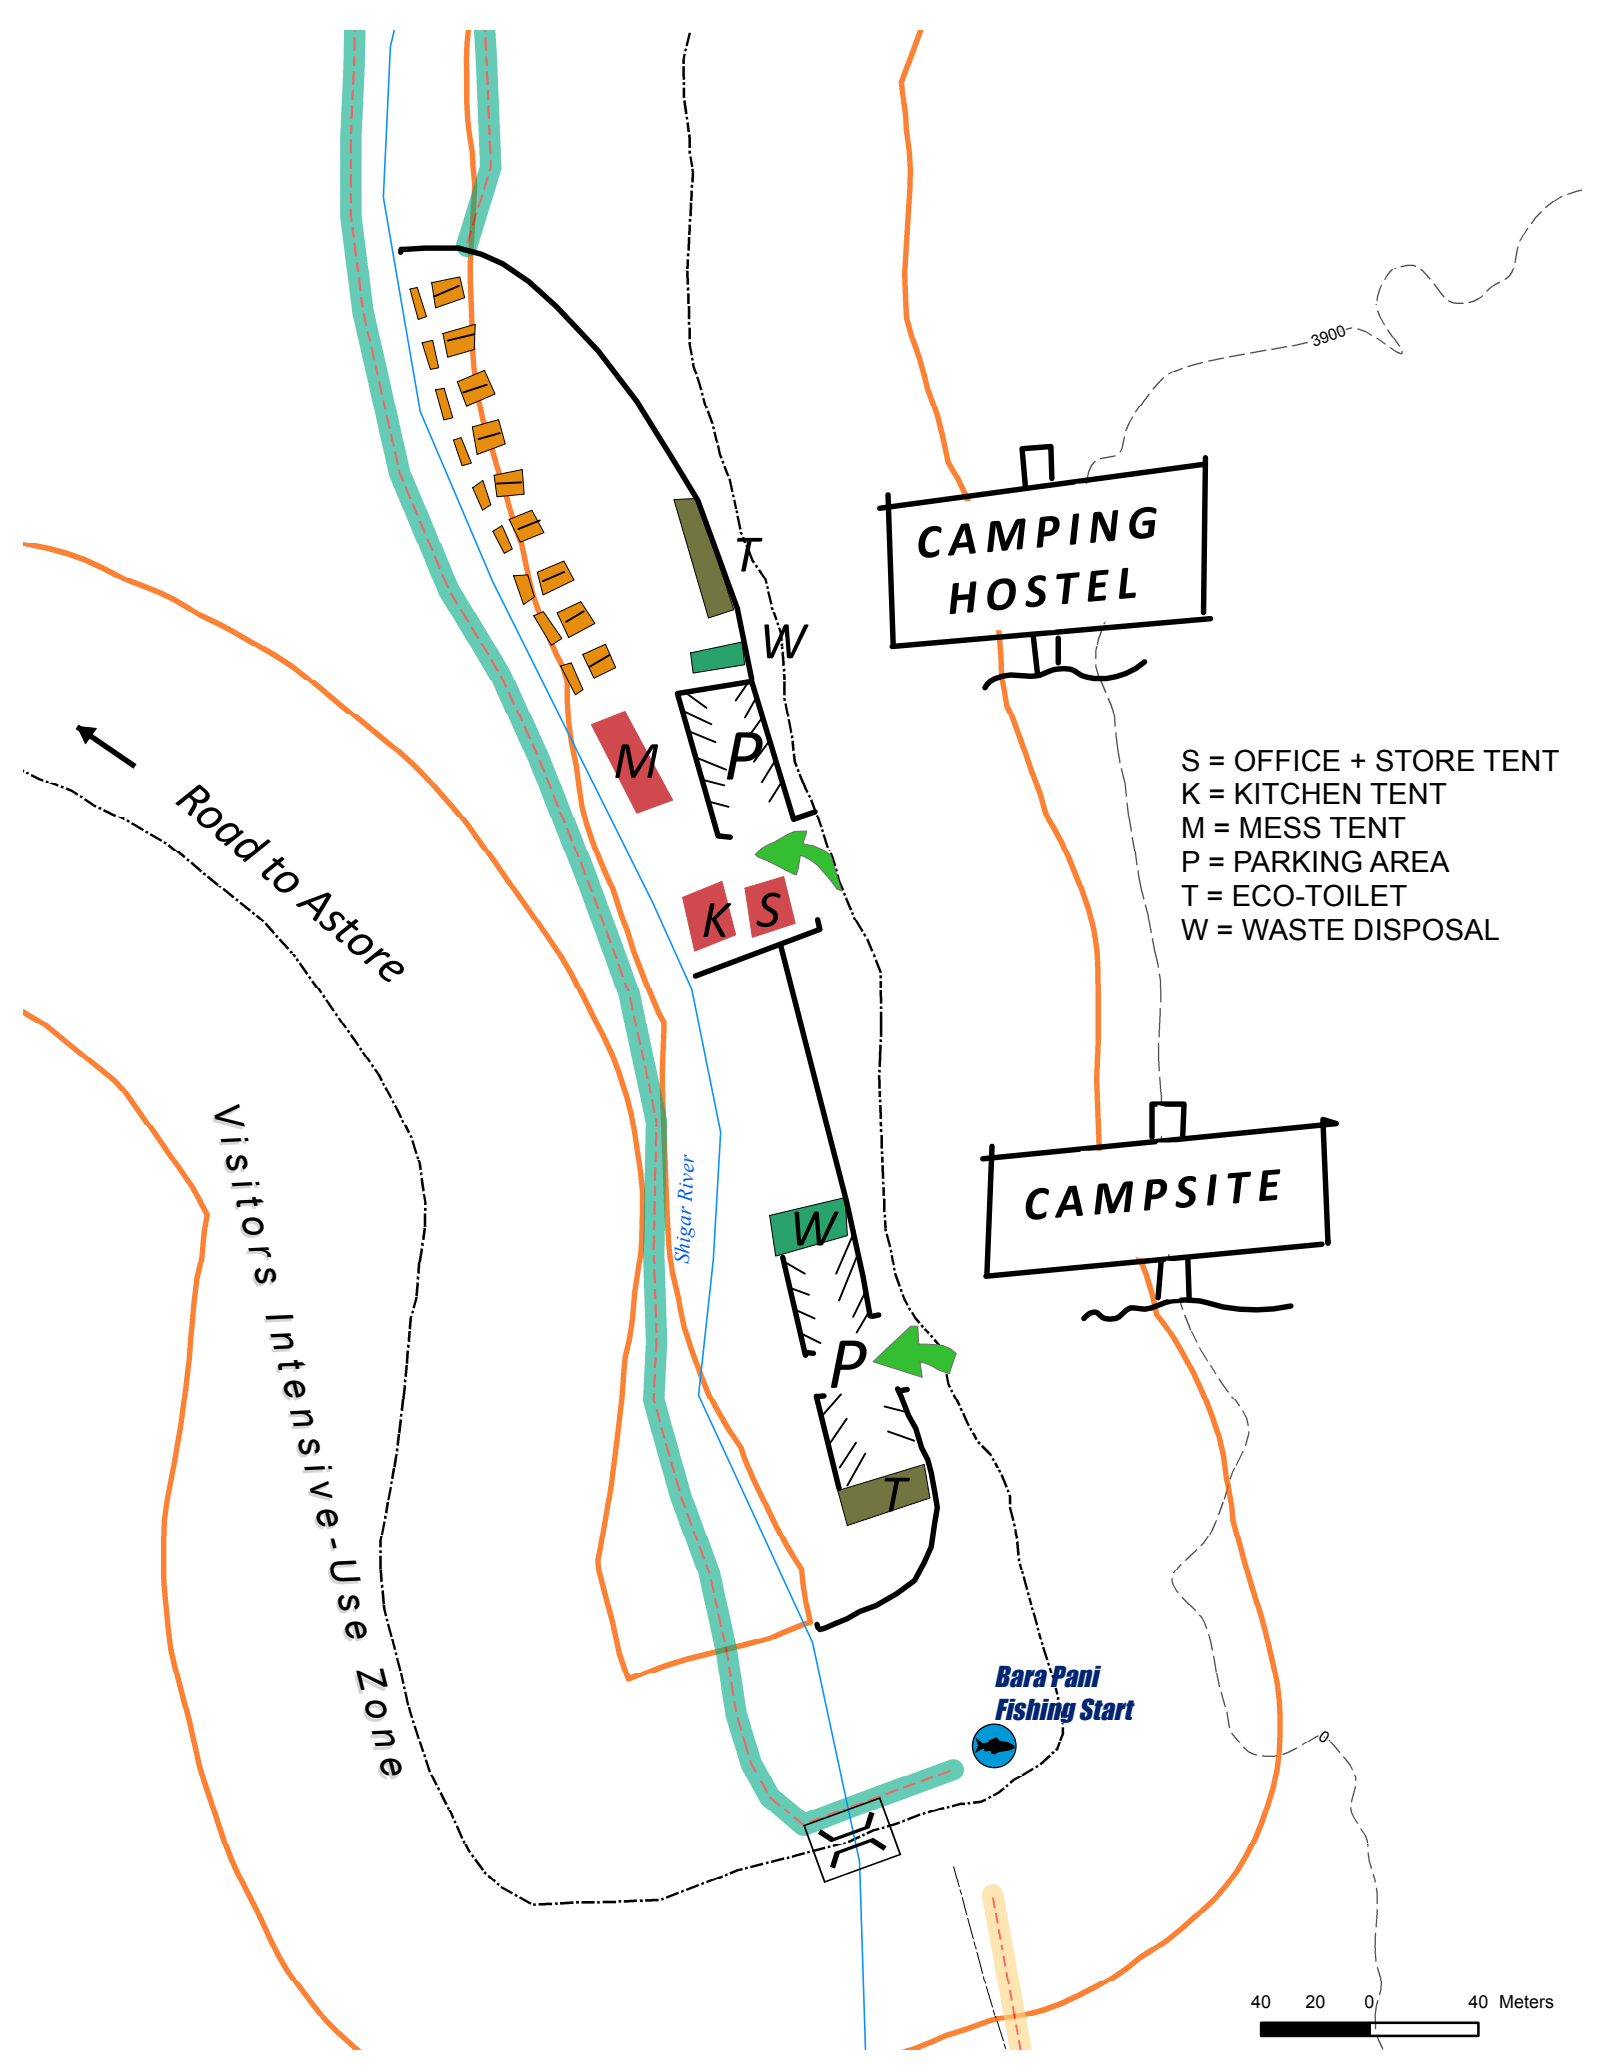 3900
CAMPING
HOSTEL
T
W
P
M
S = OFFICE + STORE TENT
K = KITCHEN TENT
M = MESS TENT
P = PARKING AREA
T = ECO-TOILET
W = WASTE DISPOSAL
Road to Astore
K
S
Visitors Intensive-Use Zone
Shigar River
CAMPSITE
W
P
T
Bara Pani
Fishing Start
0
40 20 0 40 Meters